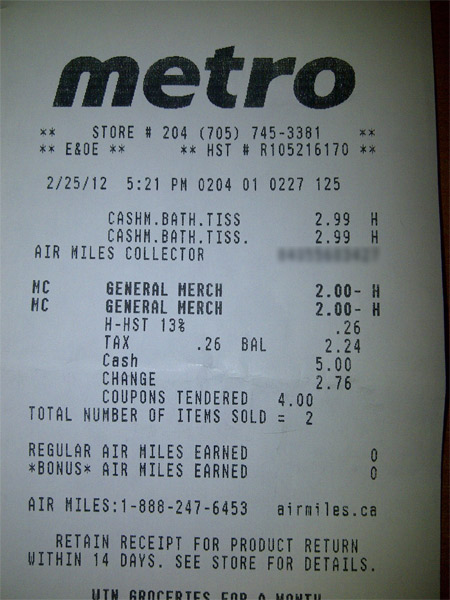 metro
** STORE # 204 (705) 745-3381 **
** E&OE ** ** HST # R105216170 **
2/25/12 5:21 PM 0204 01 0227 125
CASHM.BATH.TISS 2.99 H
CASHM.BATH.TISS. 2.99 H
AIR MILES COLLECTOR
MC GENERAL MERCH 2.00- H
MC GENERAL MERCH 2.00- H
H-HST 13% .26
TAX .26 BAL 2.24
Cash 5.00
CHANGE 2.76
COUPONS TENDERED 4.00
TOTAL NUMBER OF ITEMS SOLD = 2
REGULAR AIR MILES EARNED 0
*BONUS* AIR MILES EARNED 0
AIR MILES:1-888-247-6453 airmiles.ca
RETAIN RECEIPT FOR PRODUCT RETURN
WITHIN 14 DAYS. SEE STORE FOR DETAILS.
WIN GROCERIES FOR A MONTH